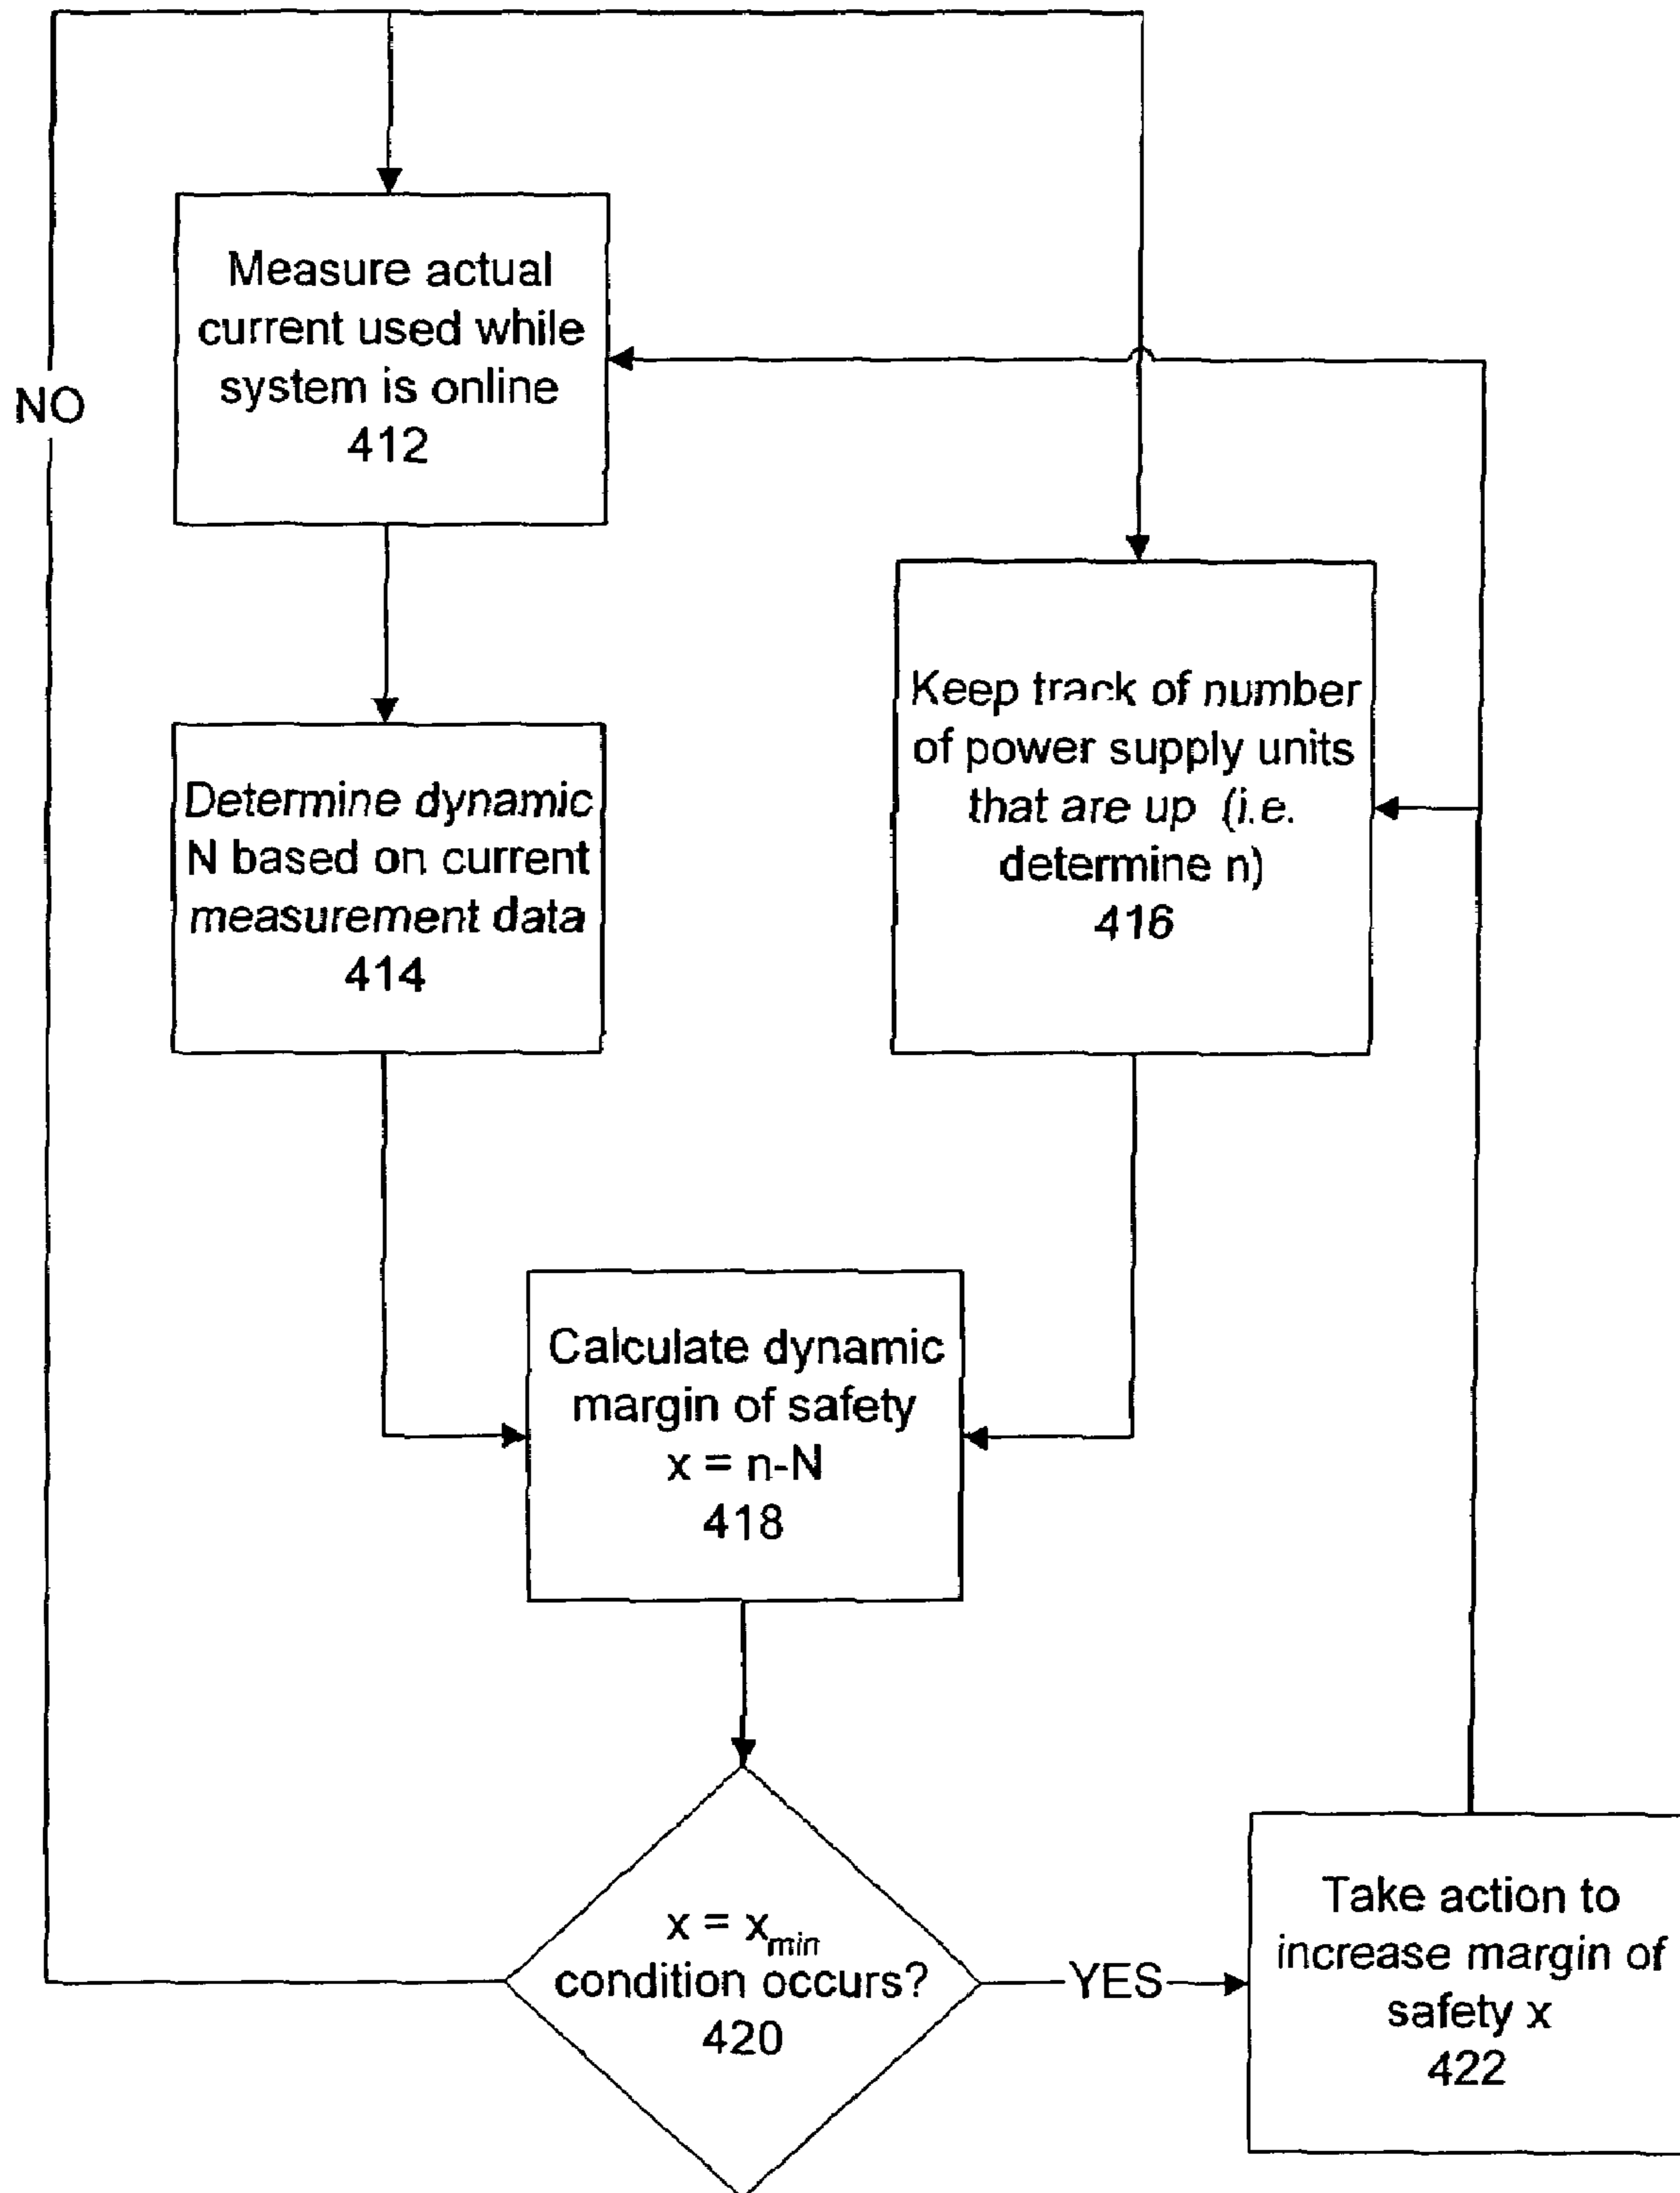 Measure actual
current used while
system is online
412
NO
Keep track of number
of power supply units
that are up (i.e.
determine n)
416
Determine dynamic
N based on current
measurement data
414
Calculate dynamic
margin of safety
x = n-N
418
x = xmin
condition occurs?
420
YES
Take action to
increase margin of
safety x
422